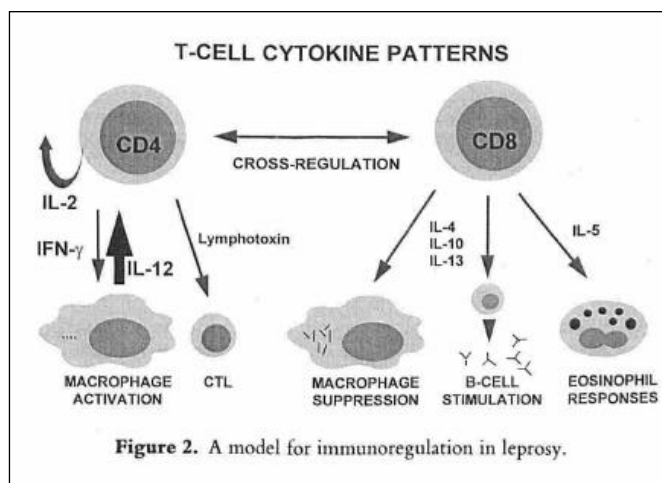 T-CELL CYTOKINE PATTERNS
CD4
CD8
CROSS-REGULATION
IL-2
IFN-γ
IL-12
Lymphotoxin
IL-4
IL-10
IL-13
IL-5
MACROPHAGE
ACTIVATION
CTL
MACROPHAGE
SUPPRESSION
B-CELL
STIMULATION
EOSINOPHIL
RESPONSES
Figure 2. A model for immunoregulation in leprosy.